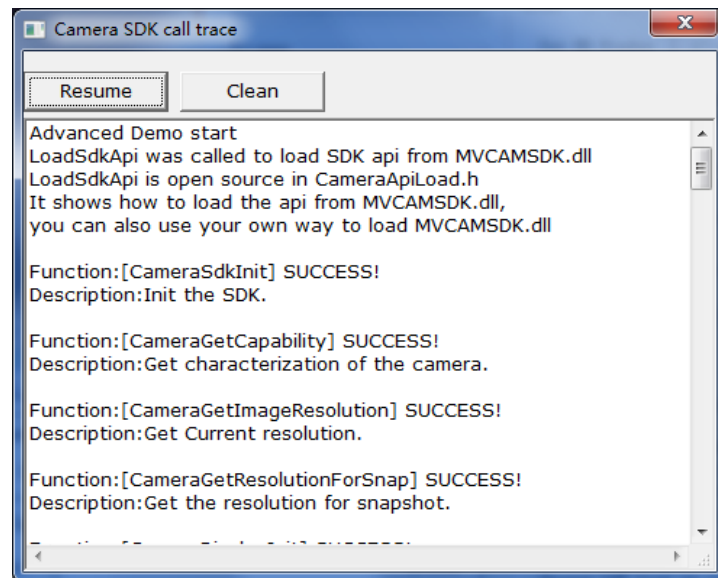 Camera SDK call trace
Resume Clean
Advanced Demo start
LoadSdkApi was called to load SDK api from MVCAMSDK.dll
LoadSdkApi is open source in CameraApiLoad.h
It shows how to load the api from MVCAMSDK.dll,
you can also use your own way to load MVCAMSDK.dll
Function:[CameraSdkInit] SUCCESS!
Description:Init the SDK.
Function:[CameraGetCapability] SUCCESS!
Description:Get characterization of the camera.
Function:[CameraGetImageResolution] SUCCESS!
Description:Get Current resolution.
Function:[CameraGetResolutionForSnap] SUCCESS!
Description:Get the resolution for snapshot.